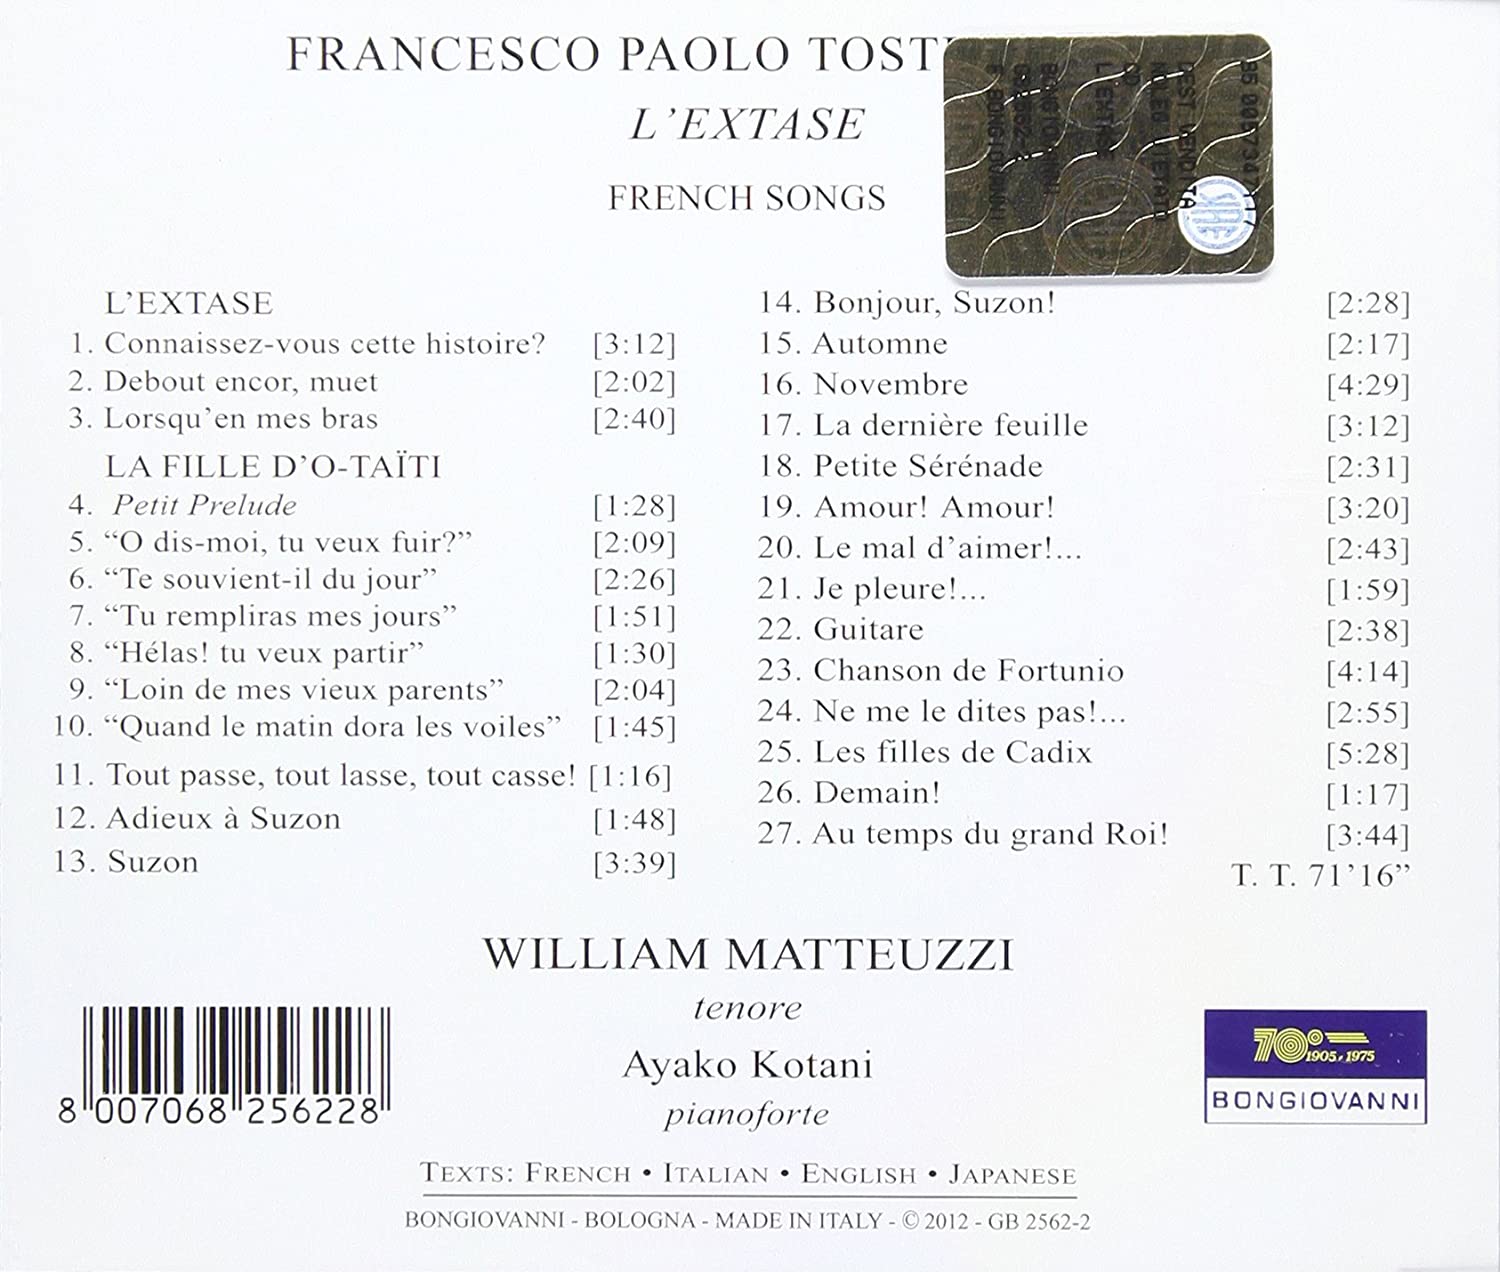 FRANCESCO PAOLO TOST
L'EXTASE
FRENCH SONGS
L'EXTASE
1. Connaissez-vous cette histoire? [3:12]
2. Debout encor, muet [2:02]
3. Lorsqu'en mes bras [2:40]
LA FILLE D'O-TAÏTI
4. Petit Prelude [1:28]
5. “O dis-moi, tu veux fuir?” [2:09]
6. “Te souvient-il du jour” [2:26]
7. “Tu rempliras mes jours” [1:51]
8. “Hélas! tu veux partir” [1:30]
9. “Loin de mes vieux parents” [2:04]
10. “Quand le matin dora les voiles” [1:45]
11. Tout passe, tout lasse, tout casse! [1:16]
12. Adieux à Suzon [1:48]
13. Suzon [3:39]
14. Bonjour, Suzon! [2:28]
15. Automne [2:17]
16. Novembre [4:29]
17. La dernière feuille [3:12]
18. Petite Sérénade [2:31]
19. Amour! Amour! [3:20]
20. Le mal d'aimer!... [2:43]
21. Je pleure!... [1:59]
22. Guitare [2:38]
23. Chanson de Fortunio [4:14]
24. Ne me le dites pas!... [2:55]
25. Les filles de Cadix [5:28]
26. Demain! [1:17]
27. Au temps du grand Roi! [3:44]
T. T. 71'16”
DEST.VENDITA
NOLEG.VIETATO
CD
L'EXTASE
BONGIOVANNI
SIAE
WILLIAM MATTEUZZI
tenore
Ayako Kotani
pianoforte
8 007068 256228
70° 1905 1975
BONGIOVANNI
TEXTS: FRENCH • ITALIAN • ENGLISH • JAPANESE
BONGIOVANNI - BOLOGNA - MADE IN ITALY - © 2012 - GB 2562-2